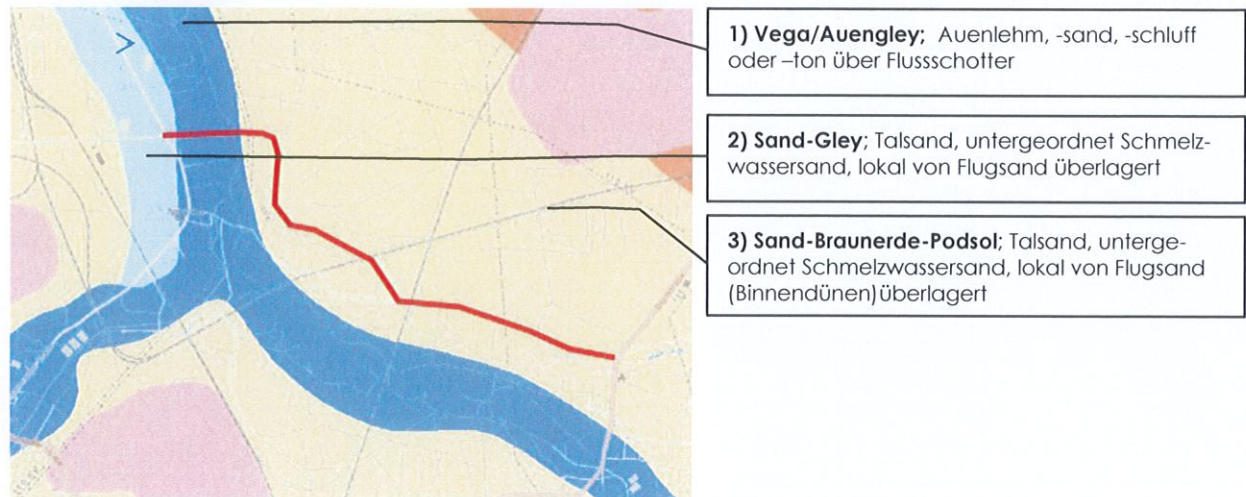 1) Vega/Auengley; Auenlehm, -sand, -schluff
oder –ton über Flussschotter
2) Sand-Gley; Talsand, untergeordnet Schmelz-
wassersand, lokal von Flugsand überlagert
3) Sand-Braunerde-Podsol; Talsand, unterge-
ordnet Schmelzwassersand, lokal von Flugsand
(Binnendünen)überlagert